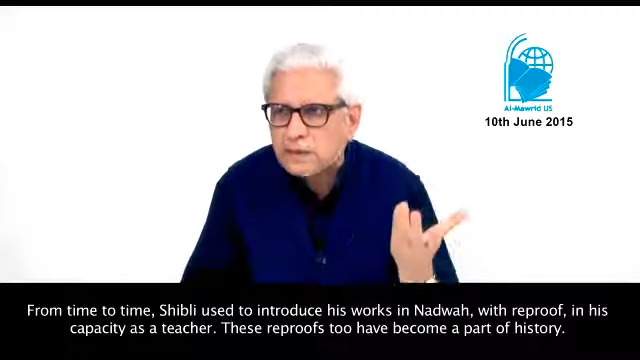 Al-Mawrid US
10th June 2015
From time to time, Shibli used to introduce his works in Nadwah, with reproof, in his
capacity as a teacher. These reproofs too have become a part of history.